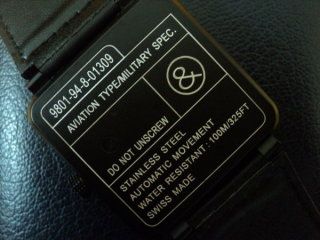 9801-94-8-01309
AVIATION TYPE/MILITARY SPEC.
&
DO NOT UNSCREW
STAINLESS STEEL
AUTOMATIC MOVEMENT
WATER RESISTANT: 100M/325FT
SWISS MADE